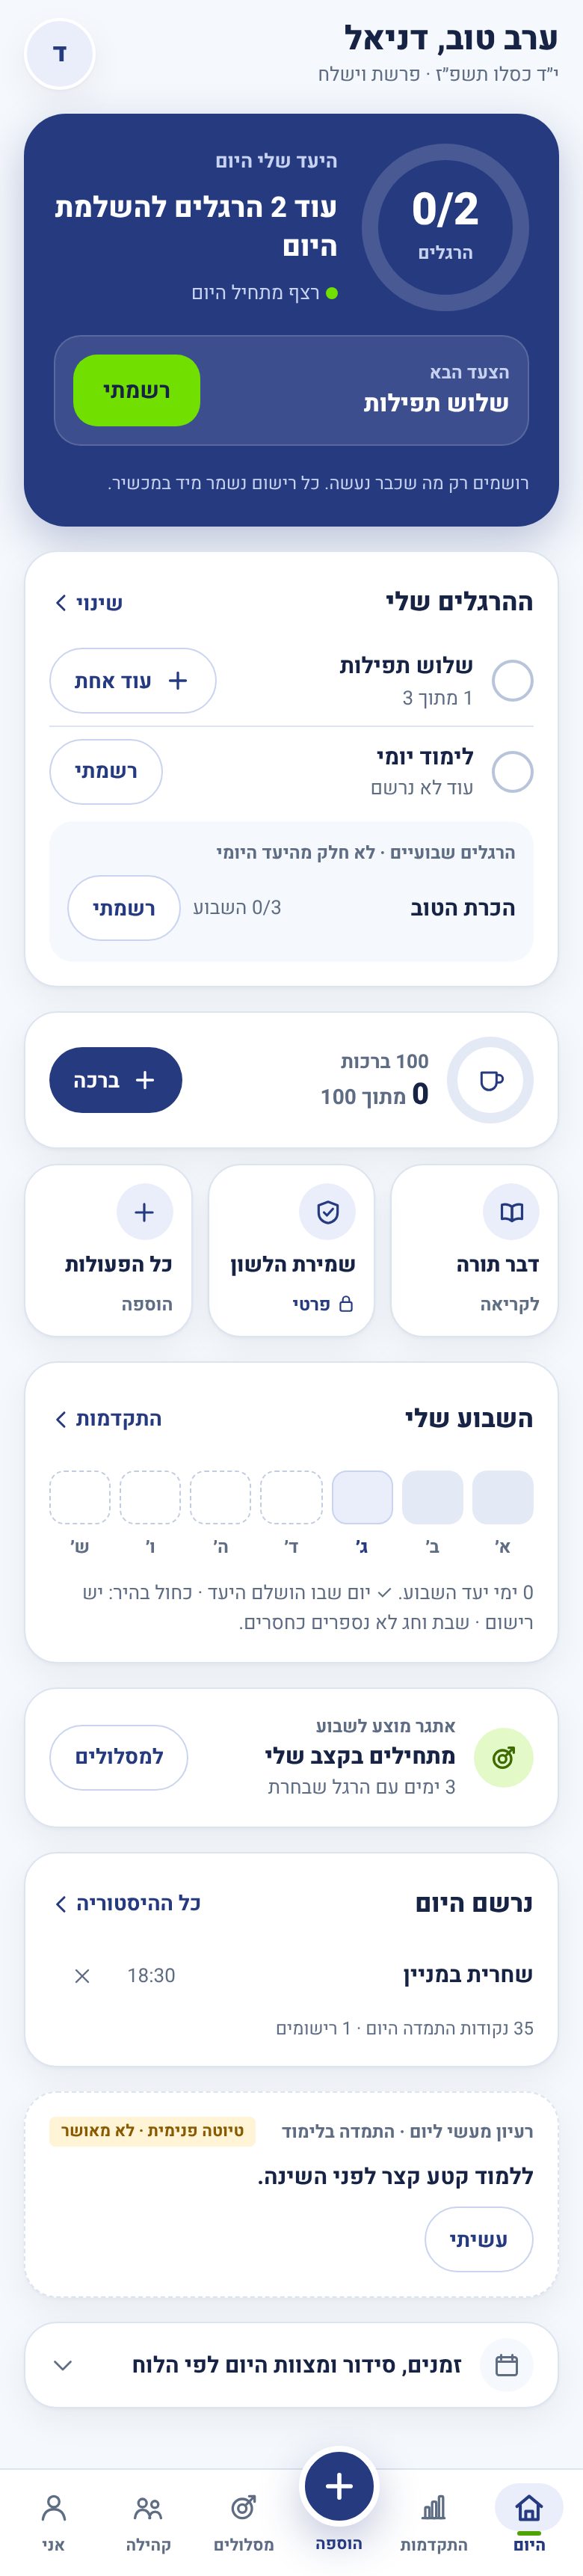 ערב טוב, דניאל
י״ד כסלו תשפ״ז · פרשת וישלח
ד
0/2
הרגלים
היעד שלי היום
עוד 2 הרגלים להשלמת
היום
רצף מתחיל היום
הצעד הבא
שלוש תפילות
רשמתי
רושמים רק מה שכבר נעשה. כל רישום נשמר מיד במכשיר.
ההרגלים שלי
שינוי
שלוש תפילות
1 מתוך 3
עוד אחת
לימוד יומי
עוד לא נרשם
רשמתי
הרגלים שבועיים · לא חלק מהיעד היומי
הכרת הטוב
0/3 השבוע
רשמתי
100 ברכות
0 מתוך 100
ברכה
דבר תורה
לקריאה
שמירת הלשון
פרטי
כל הפעולות
הוספה
השבוע שלי
התקדמות
א׳
ב׳
ג׳
ד׳
ה׳
ו׳
ש׳
0 ימי יעד השבוע. ✓ יום שבו הושלם היעד · כחול בהיר: יש
רישום · שבת וחג לא נספרים כחסרים.
אתגר מוצע לשבוע
מתחילים בקצב שלי
3 ימים עם הרגל שבחרת
למסלולים
נרשם היום
כל ההיסטוריה
שחרית במניין
18:30
35 נקודות התמדה היום · 1 רישומים
רעיון מעשי ליום · התמדה בלימוד
טיוטה פנימית · לא מאושר
ללמוד קטע קצר לפני השינה.
עשיתי
זמנים, סידור ומצוות היום לפי הלוח
היום
התקדמות
הוספה
מסלולים
קהילה
אני